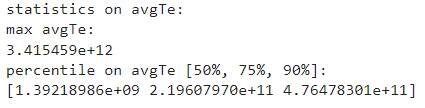 statistics on avgTe:
max avgTe:
3.415459e+12
percentile on avgTe [50%, 75%, 90%]:
[1.39218986e+09 2.19607970e+11 4.76478301e+11]